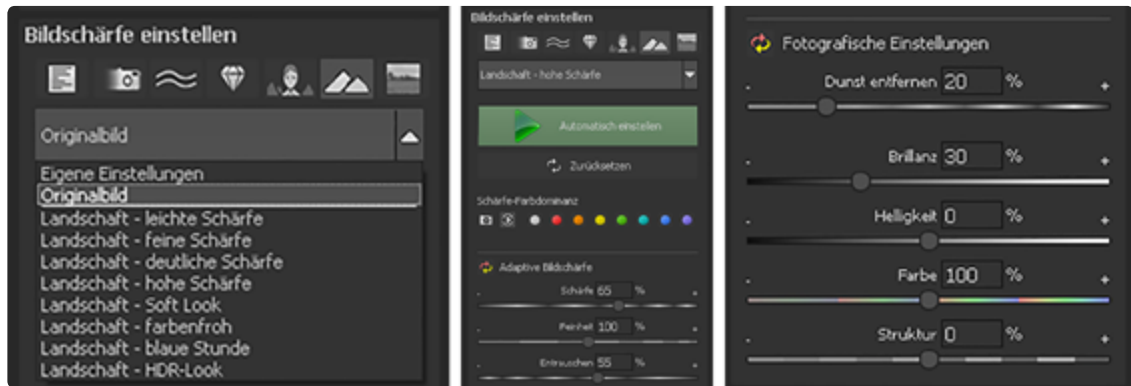 Bildschärfe einstellen
Originalbild
Eigene Einstellungen
Originalbild
Landschaft - leichte Schärfe
Landschaft - feine Schärfe
Landschaft - deutliche Schärfe
Landschaft - hohe Schärfe
Landschaft - Soft Look
Landschaft - farbenfroh
Landschaft - blaue Stunde
Landschaft - HDR-Look
Bildschärfe einstellen
Landschaft - hohe Schärfe
Automatisch einstellen
Zurücksetzen
Schärfe-Farbdominanz
Adaptive Bildschärfe
- Schärfe 65 % +
- Feinheit 100 % +
- Entrauschen 55 % +
Fotografische Einstellungen
- Dunst entfernen 20 % +
- Brillanz 30 % +
- Helligkeit 0 % +
- Farbe 100 % +
- Struktur 0 % +